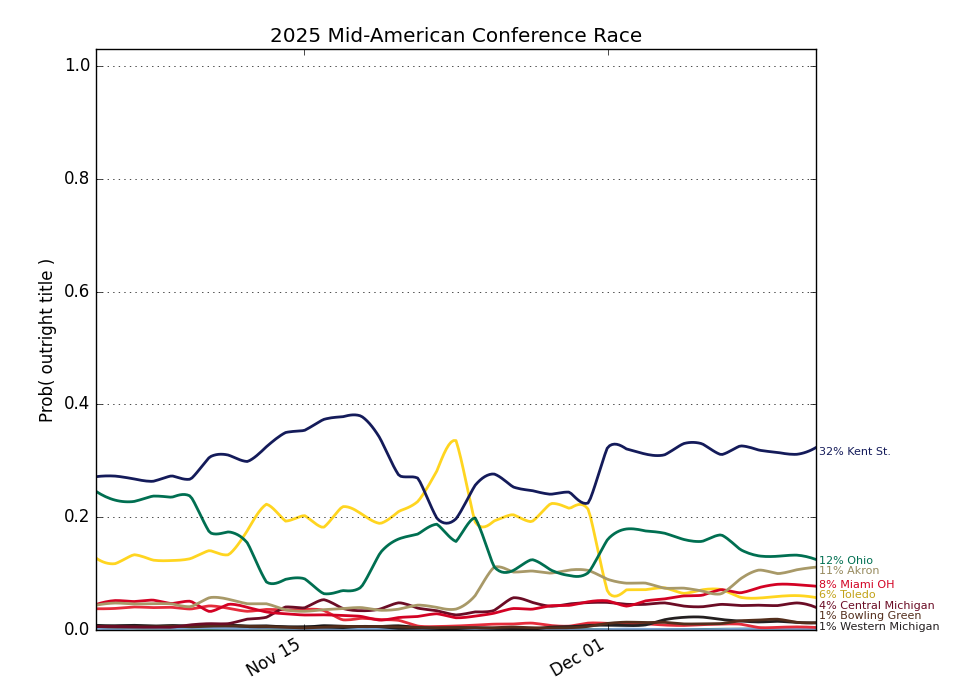 2025 Mid-American Conference Race
Prob( outright title )
1.0
0.8
0.6
0.4
0.2
0.0
Nov 15
Dec 01
32% Kent St.
12% Ohio
11% Akron
8% Miami OH
6% Toledo
4% Central Michigan
1% Bowling Green
1% Western Michigan